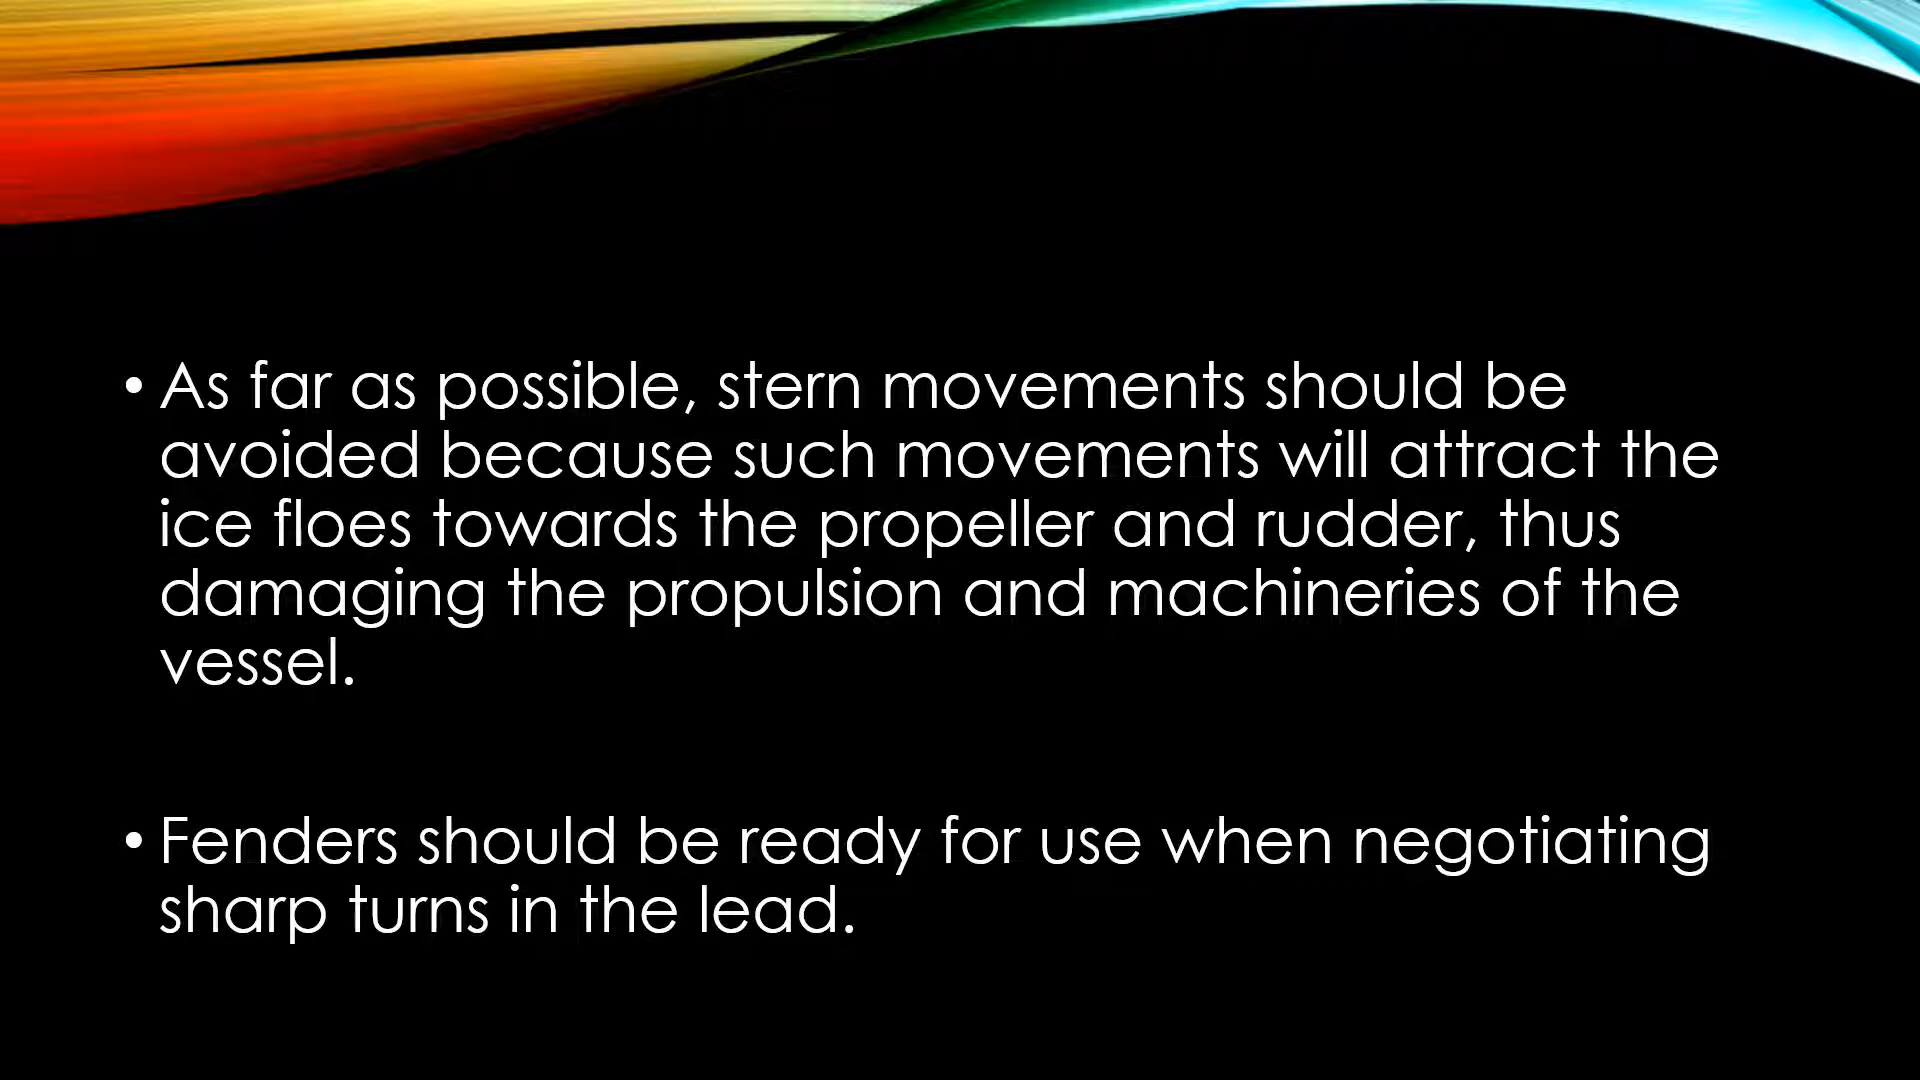 • As far as possible, stern movements should be
avoided because such movements will attract the
ice floes towards the propeller and rudder, thus
damaging the propulsion and machineries of the
vessel.
• Fenders should be ready for use when negotiating
sharp turns in the lead.